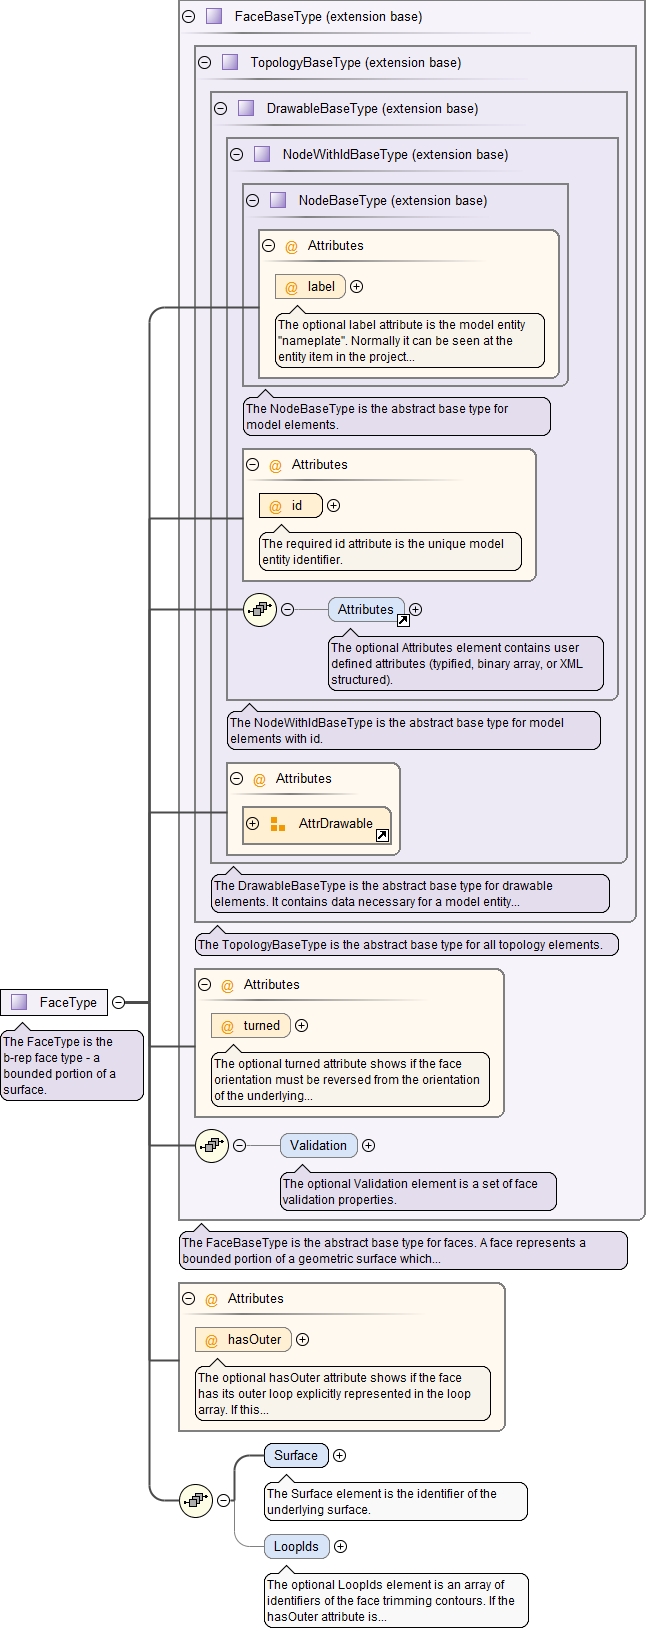 FaceBaseType (extension base)
TopologyBaseType (extension base)
DrawableBaseType (extension base)
NodeWithIdBaseType (extension base)
NodeBaseType (extension base)
@ Attributes
@ label
The optional label attribute is the model entity
"nameplate". Normally it can be seen at the
entity item in the project...
The NodeBaseType is the abstract base type for
model elements.
@ Attributes
@ id
The required id attribute is the unique model
entity identifier.
Attributes
The optional Attributes element contains user
defined attributes (typified, binary array, or XML
structured).
The NodeWithIdBaseType is the abstract base type for model
elements with id.
@ Attributes
AttrDrawable
The DrawableBaseType is the abstract base type for drawable
elements. It contains data necessary for a model entity...
The TopologyBaseType is the abstract base type for all topology elements.
FaceType
The FaceType is the
b-rep face type - a
bounded portion of a
surface.
@ Attributes
@ turned
The optional turned attribute shows if the face
orientation must be reversed from the orientation
of the underlying...
Validation
The optional Validation element is a set of face
validation properties.
The FaceBaseType is the abstract base type for faces. A face represents a
bounded portion of a geometric surface which...
@ Attributes
@ hasOuter
The optional hasOuter attribute shows if the face
has its outer loop explicitly represented in the loop
array. If this...
Surface
The Surface element is the identifier of the
underlying surface.
LoopIds
The optional LoopIds element is an array of
identifiers of the face trimming contours. If the
hasOuter attribute is...